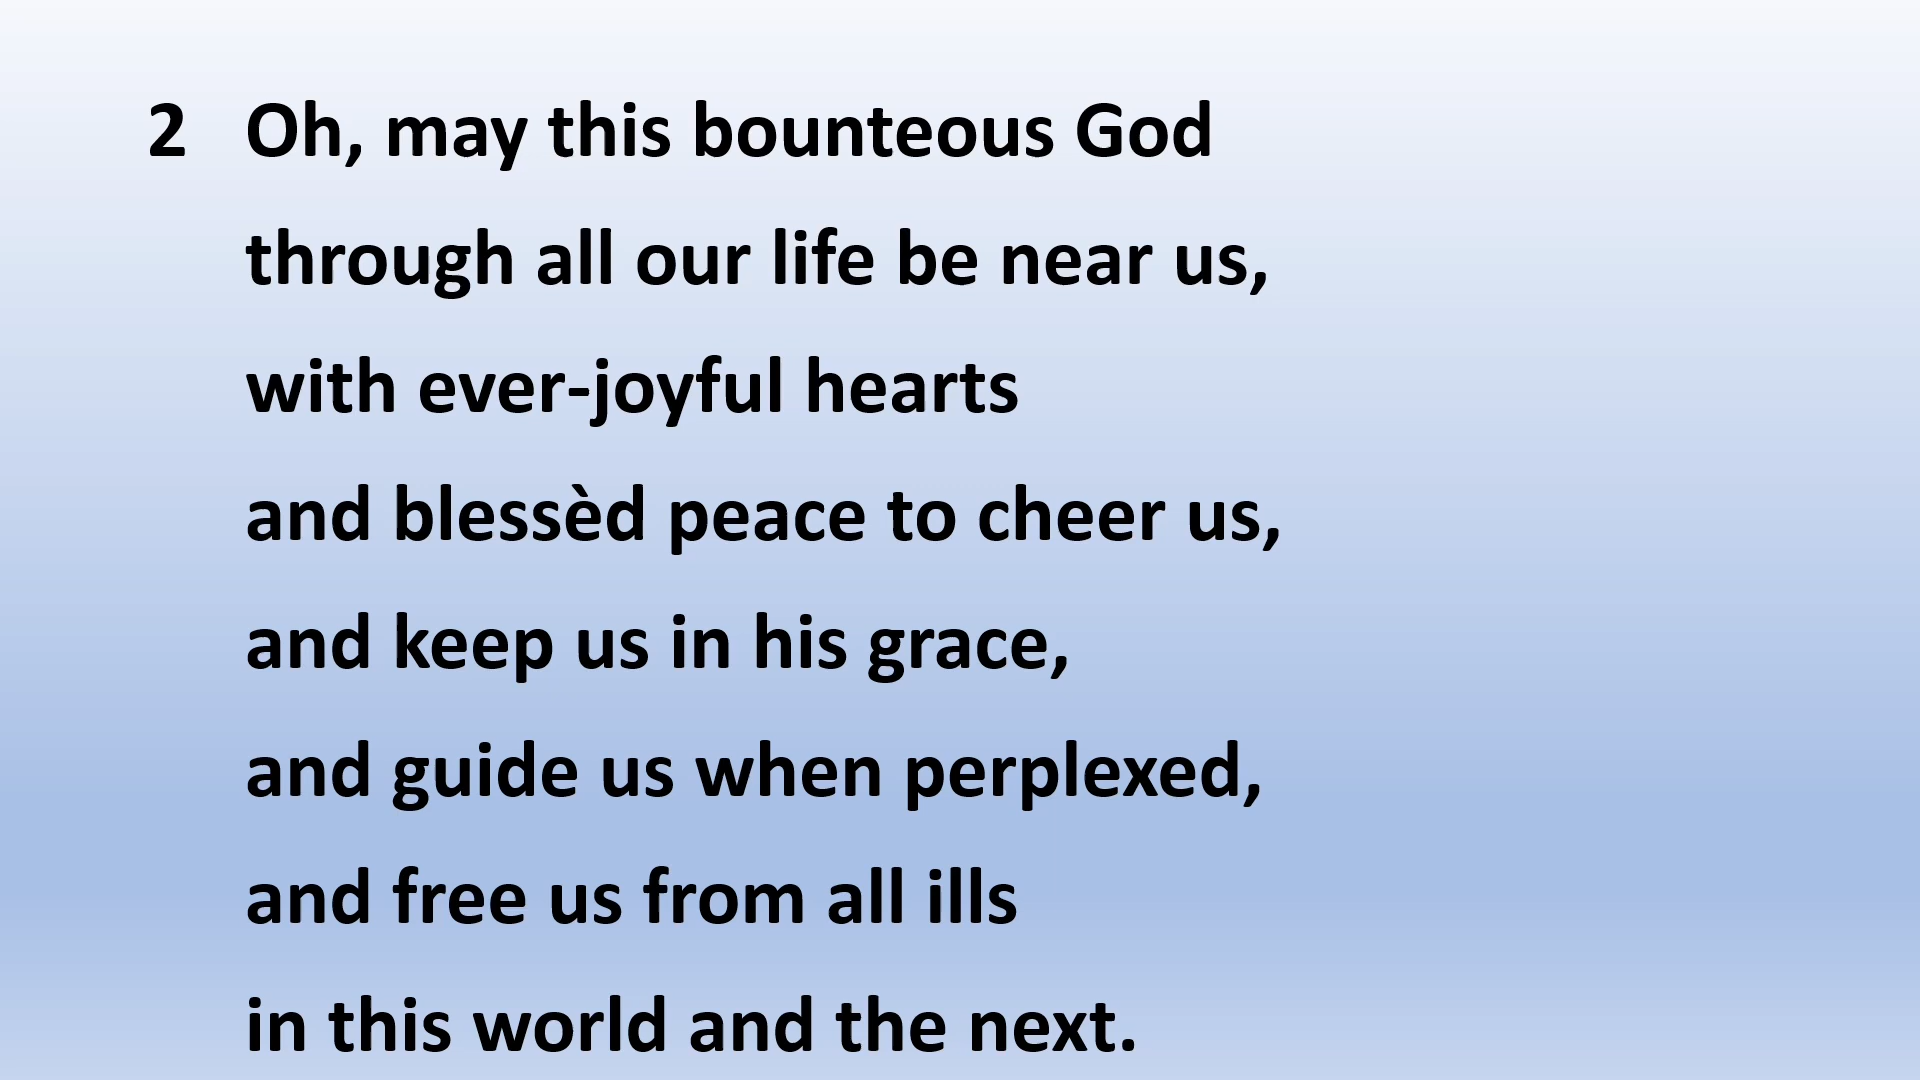 2 Oh, may this bounteous God
through all our life be near us,
with ever-joyful hearts
and blessèd peace to cheer us,
and keep us in his grace,
and guide us when perplexed,
and free us from all ills
in this world and the next.